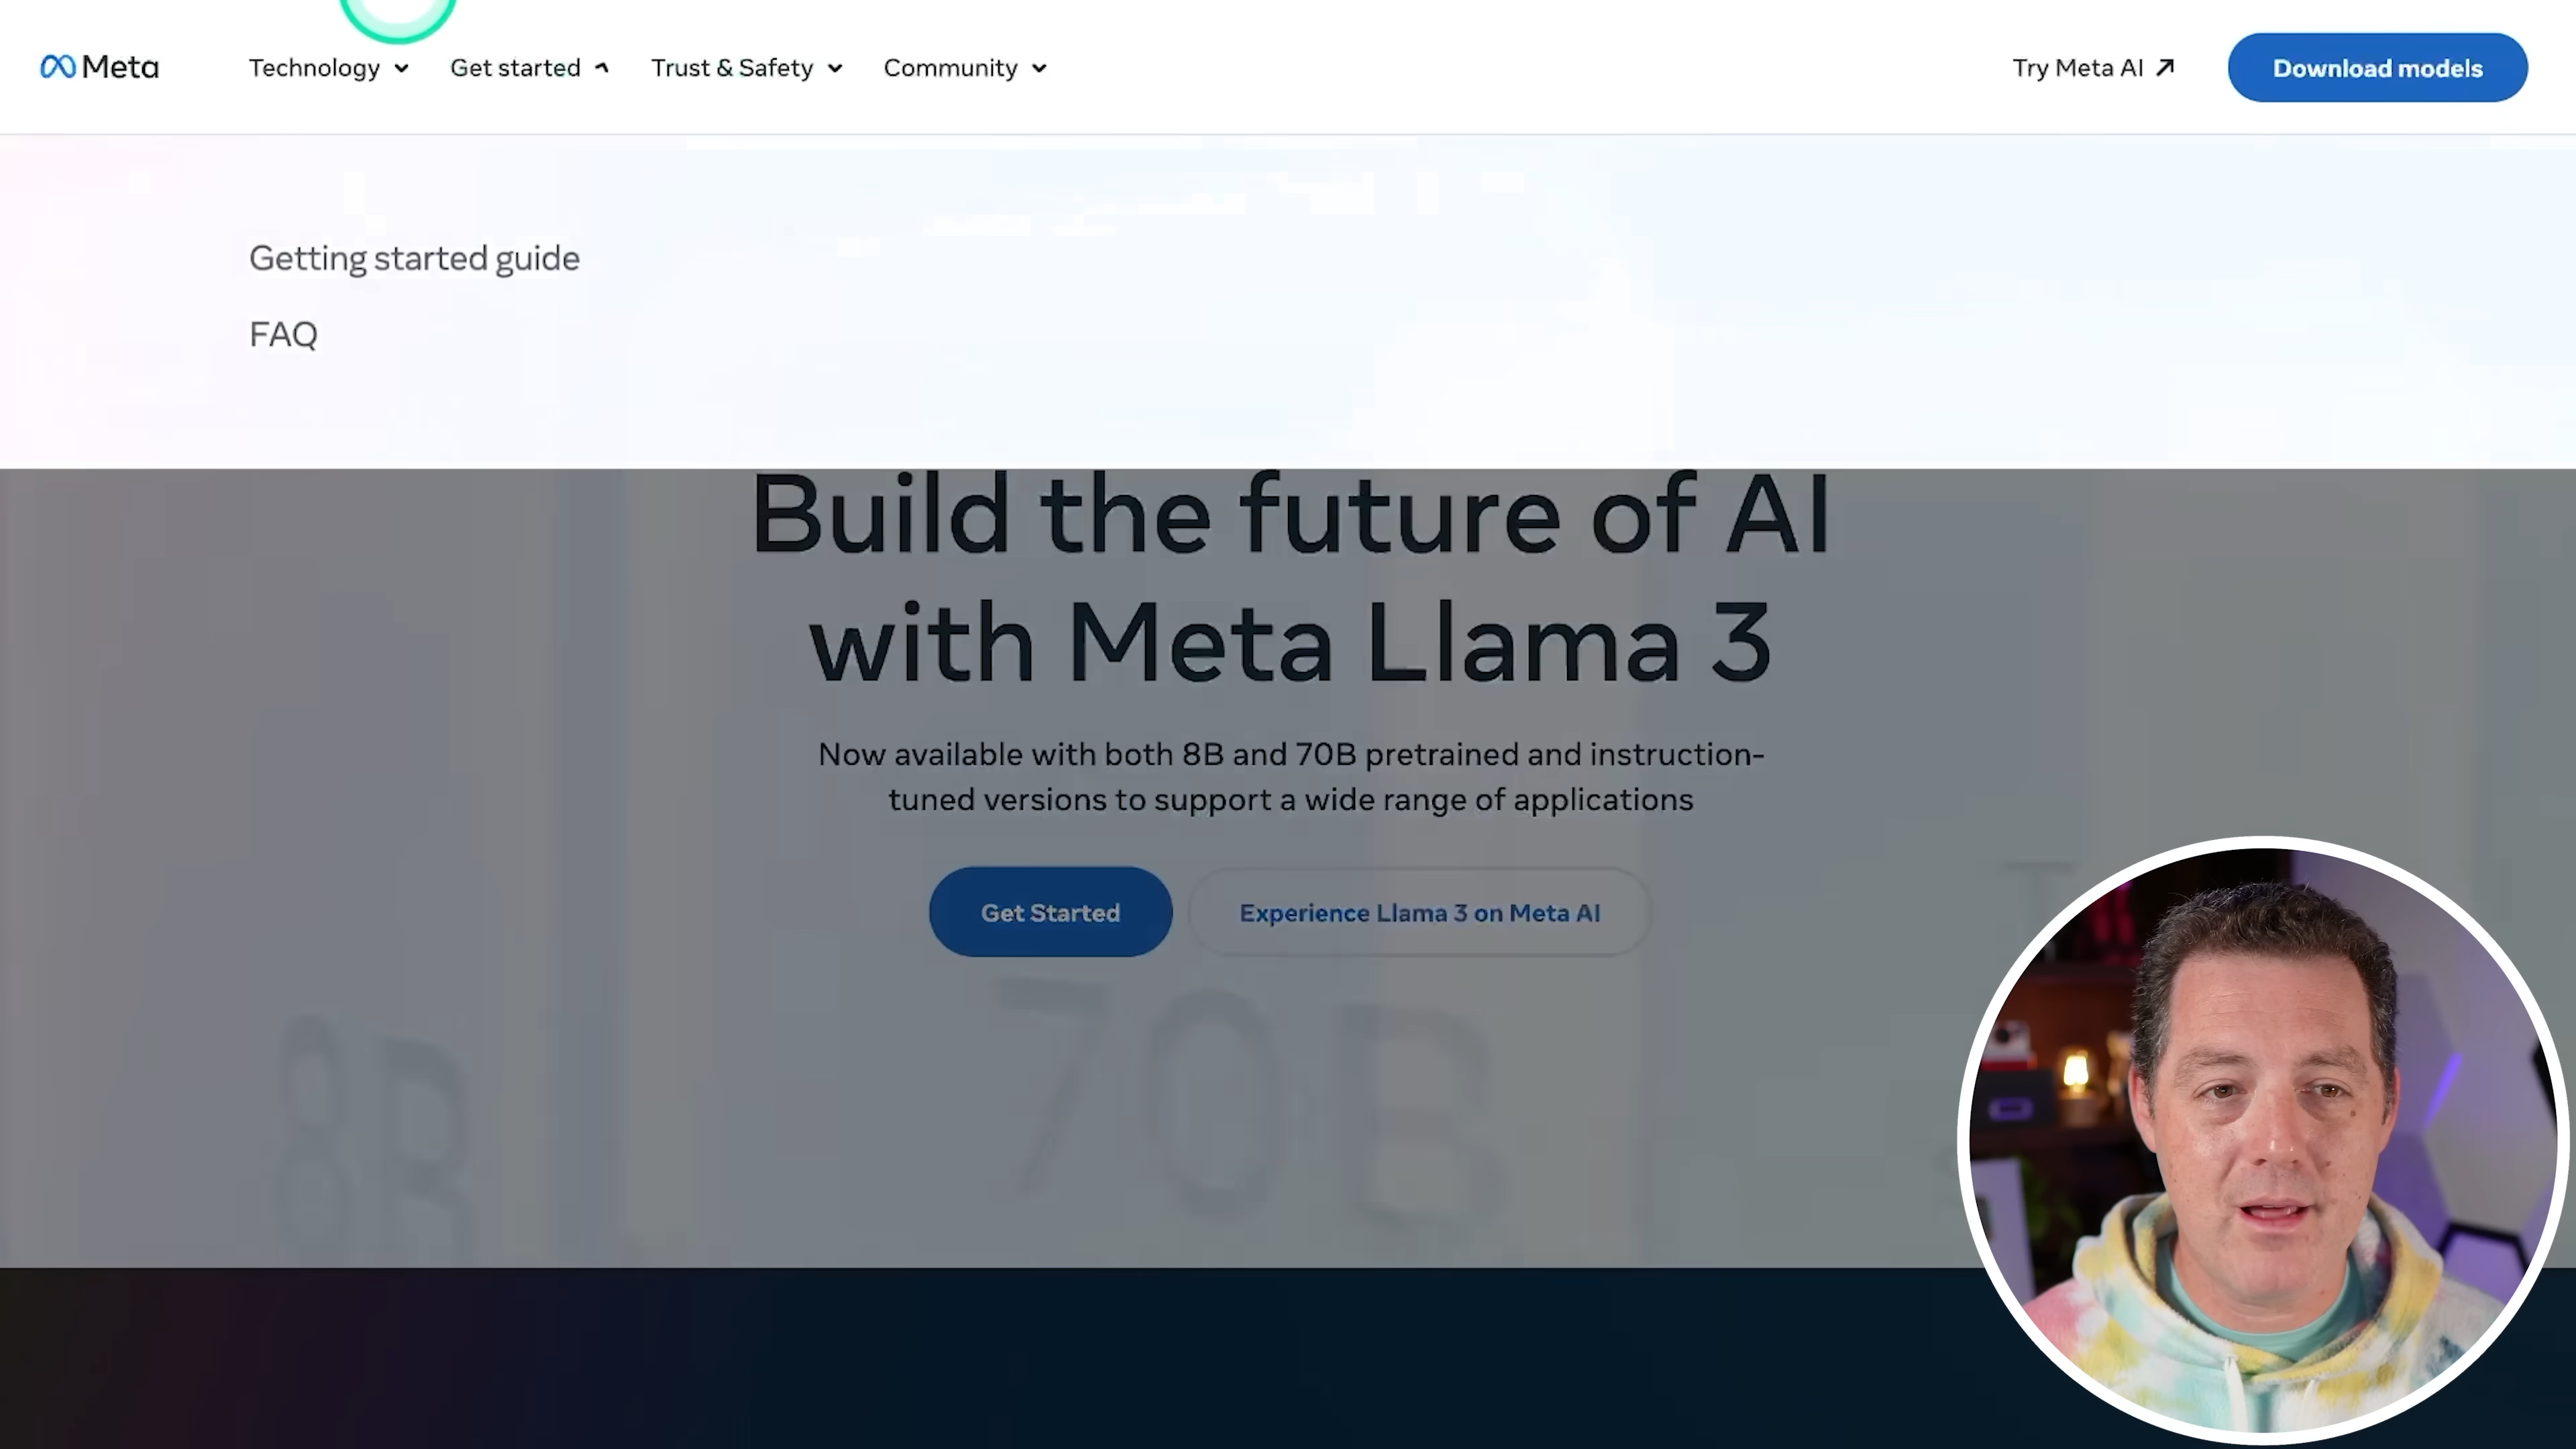 Meta
Technology
Get started
Trust & Safety
Community
Try Meta AI
Download models
Getting started guide
FAQ
Build the future of AI
with Meta Llama 3
Now available with both 8B and 70B pretrained and instruction-
tuned versions to support a wide range of applications
Get Started
Experience Llama 3 on Meta AI
8B
70B